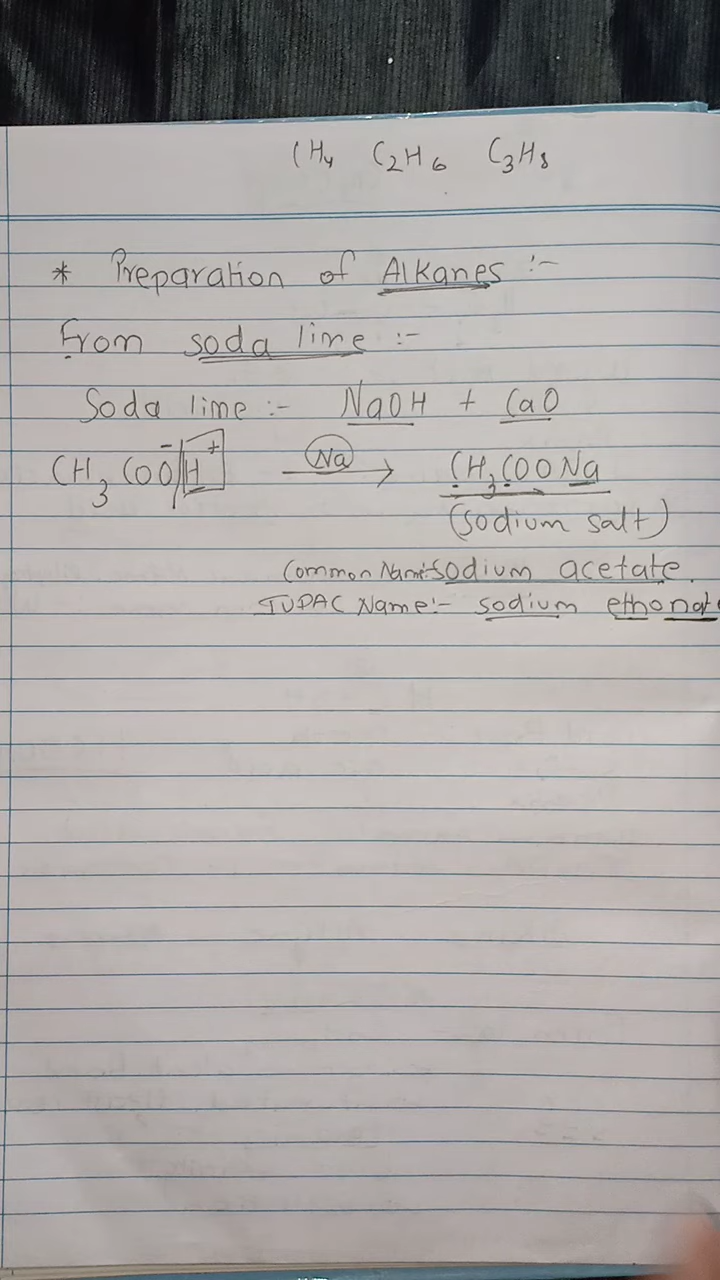 CH4 C2H6 C3H8
* Preparation of Alkanes :-
From soda lime :-
Soda lime :- NaOH + CaO
CH3COO⁻ H⁺ Na → CH3COONa
(sodium salt)
Common Name:- sodium acetate.
IUPAC Name:- sodium ethonate